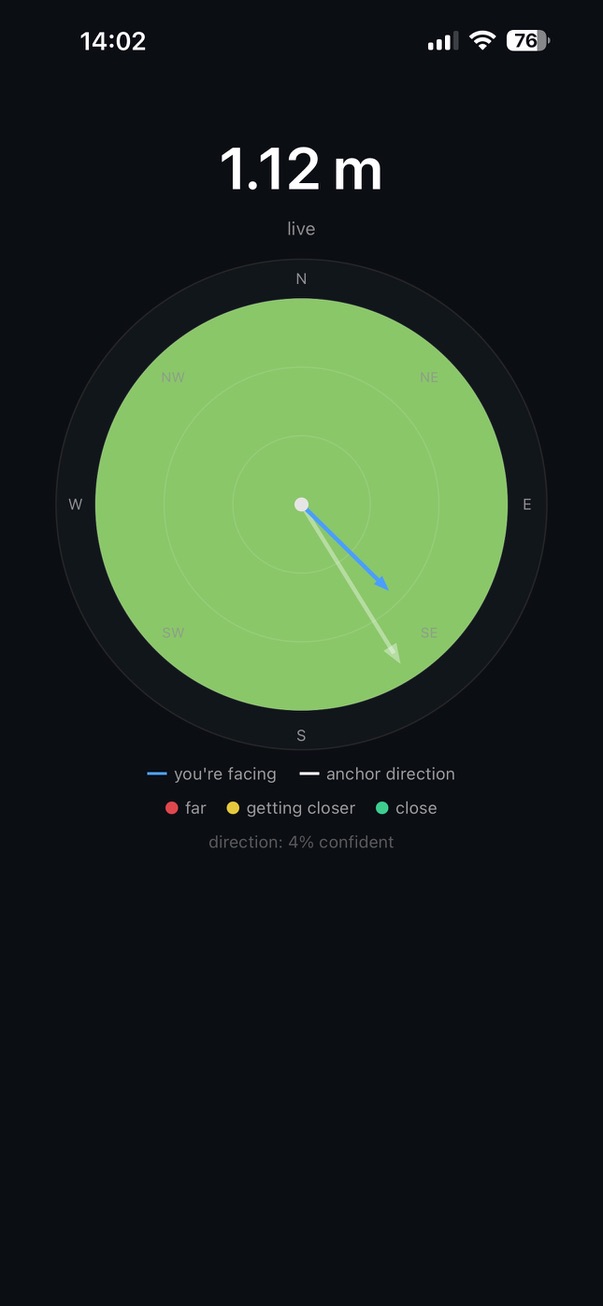 14:02
76
1.12 m
live
N
NW NE
W E
SW SE
S
you're facing anchor direction
far getting closer close
direction: 4% confident